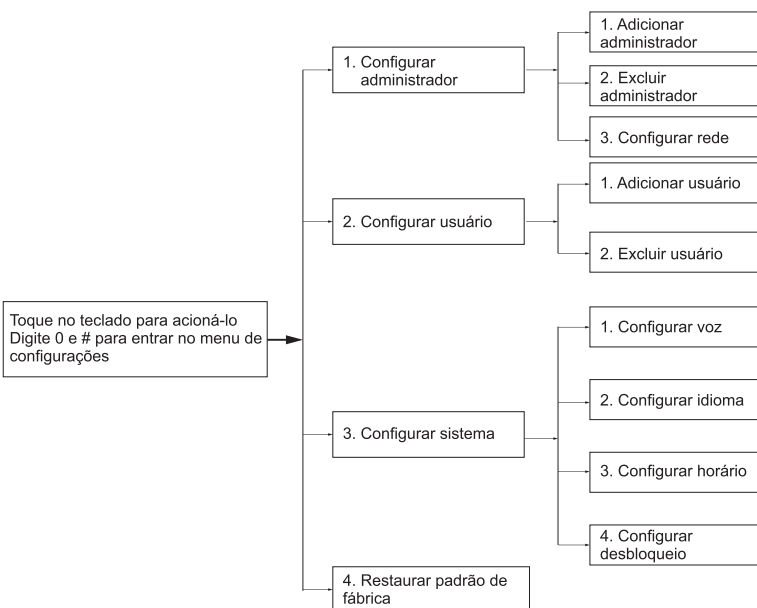 Toque no teclado para acioná-lo
Digite 0 e # para entrar no menu de
configurações
1. Configurar
administrador
1. Adicionar
administrador
2. Excluir
administrador
3. Configurar rede
2. Configurar usuário
1. Adicionar usuário
2. Excluir usuário
3. Configurar sistema
1. Configurar voz
2. Configurar idioma
3. Configurar horário
4. Configurar
desbloqueio
4. Restaurar padrão de
fábrica